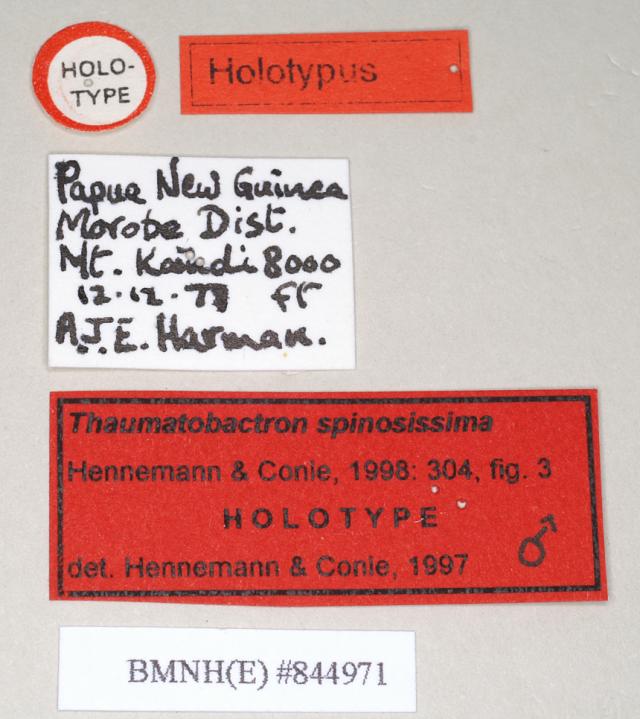 HOLO-
TYPE
Holotypus
Papua New Guinea
Morobe Dist.
Mt. Kaindi 8000
12.12. ft
A.J.E. Harman.
Thaumatobactron spinosissima
Hennemann & Conle, 1998: 304, fig. 3
HOLOTYPE
♂
det. Hennemann & Conle, 1997
BMNH(E) #844971